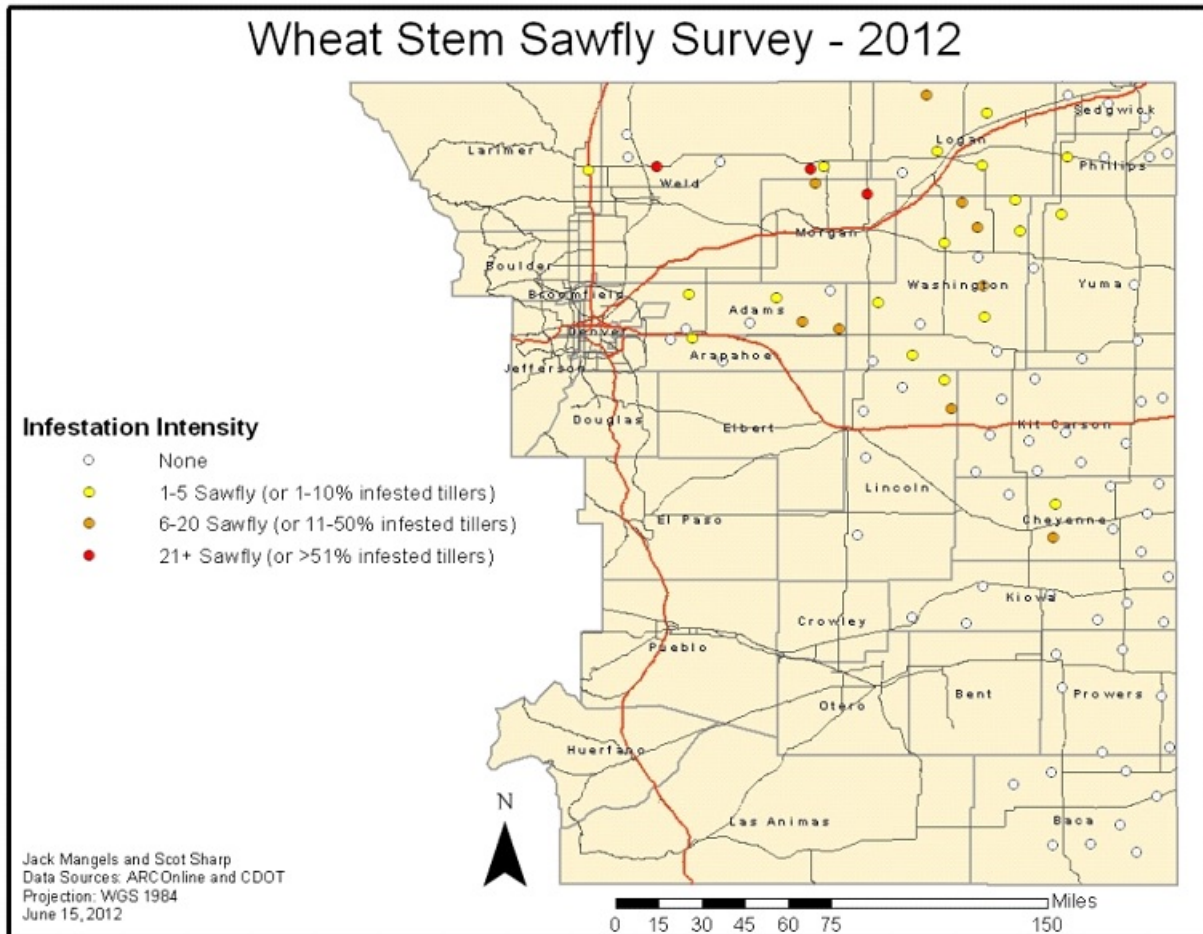 Wheat Stem Sawfly Survey - 2012
Sedgwick
Logan
Larimer
Phillips
Weld
Morgan
Boulder
Washington
Yuma
Broomfield
Adams
Denver
Arapahoe
Jefferson
Douglas
Elbert
Kit Carson
Infestation Intensity
None
1-5 Sawfly (or 1-10% infested tillers)
6-20 Sawfly (or 11-50% infested tillers)
21+ Sawfly (or >51% infested tillers)
Lincoln
El Paso
Cheyenne
Kiowa
Crowley
Pueblo
Bent
Prowers
Otero
Huerfano
Las Animas
Baca
N
Jack Mangels and Scot Sharp
Data Sources: ARCOnline and CDOT
Projection: WGS 1984
June 15, 2012
Miles
0 15 30 45 60 75 150